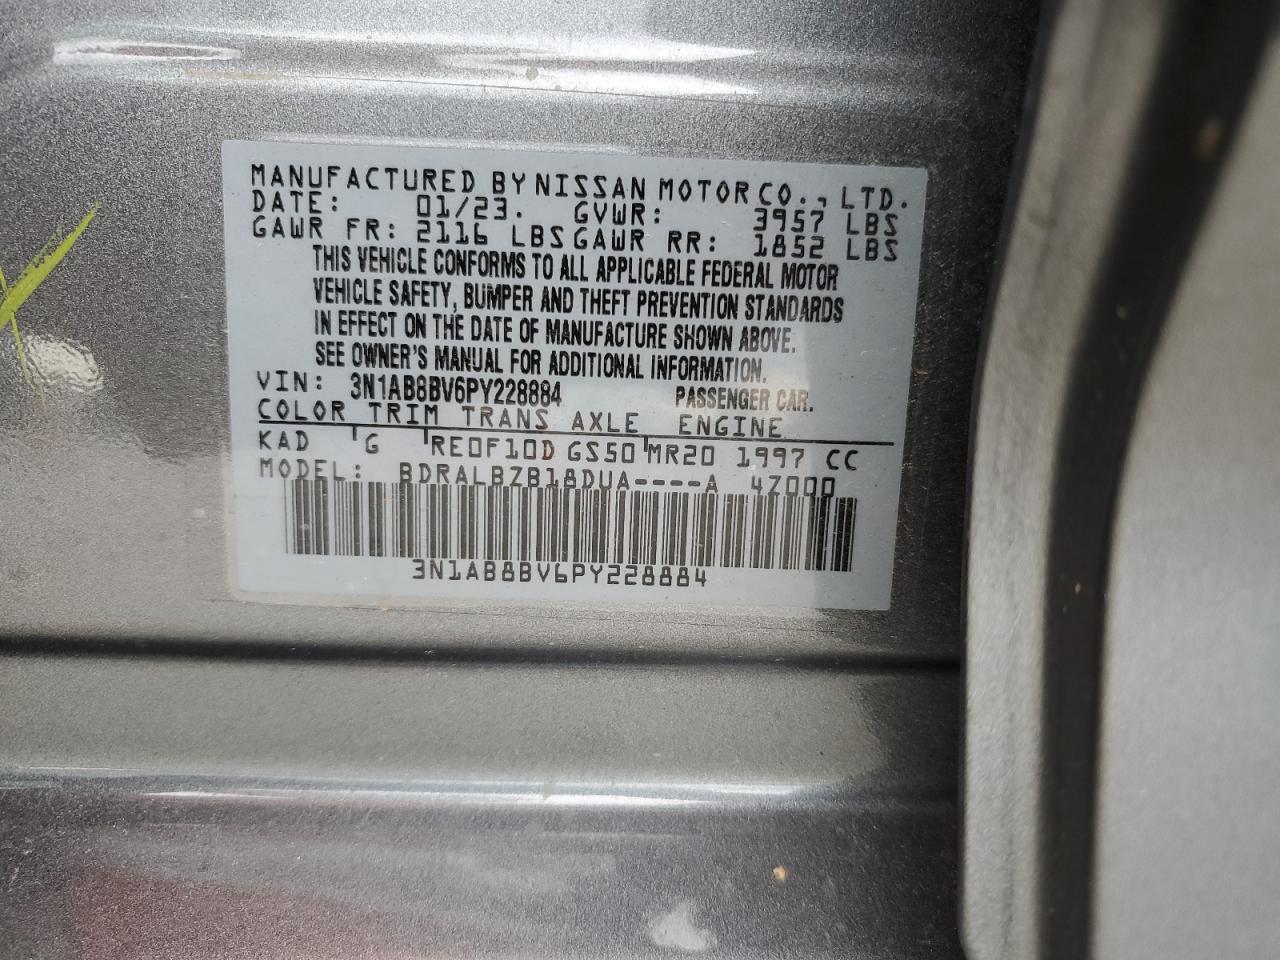 MANUFACTURED BY NISSAN MOTOR CO., LTD.
DATE: 01/23. GVWR: 3957 LBS
GAWR FR: 2116 LBS GAWR RR: 1852 LBS
THIS VEHICLE CONFORMS TO ALL APPLICABLE FEDERAL MOTOR
VEHICLE SAFETY, BUMPER AND THEFT PREVENTION STANDARDS
IN EFFECT ON THE DATE OF MANUFACTURE SHOWN ABOVE.
SEE OWNER'S MANUAL FOR ADDITIONAL INFORMATION.
VIN: 3N1AB8BV6PY228884 PASSENGER CAR.
COLOR TRIM TRANS AXLE ENGINE
KAD G RE0F10D GS50 MR20 1997 CC
MODEL: BDRALBZB18DUA----A 4Z000
3N1AB8BV6PY228884